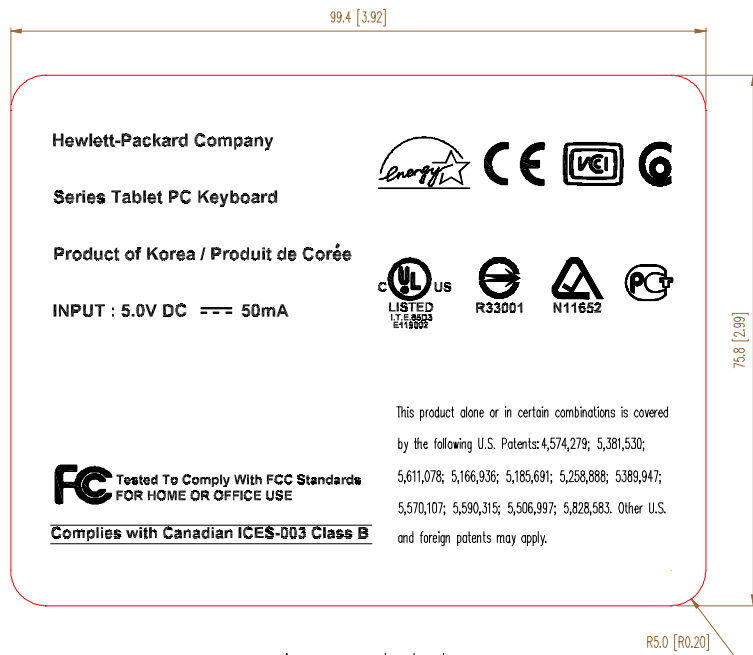 99.4 [3.92]
Hewlett-Packard Company
Series Tablet PC Keyboard
Product of Korea / Produit de Corée
INPUT : 5.0V DC 50mA
energy
CE
VCI
C UL US
LISTED
I.T.E.
E119002
R33001
N11652
PCT
75.8 [2.99]
This product alone or in certain combinations is covered
by the following U.S. Patents: 4,574,279; 5,381,530;
5,611,078; 5,166,936; 5,185,691; 5,258,888; 5389,947;
5,570,107; 5,590,315; 5,506,997; 5,828,583. Other U.S.
and foreign patents may apply.
FC Tested To Comply With FCC Standards
FOR HOME OR OFFICE USE
Complies with Canadian ICES-003 Class B
R5.0 [R0.20]